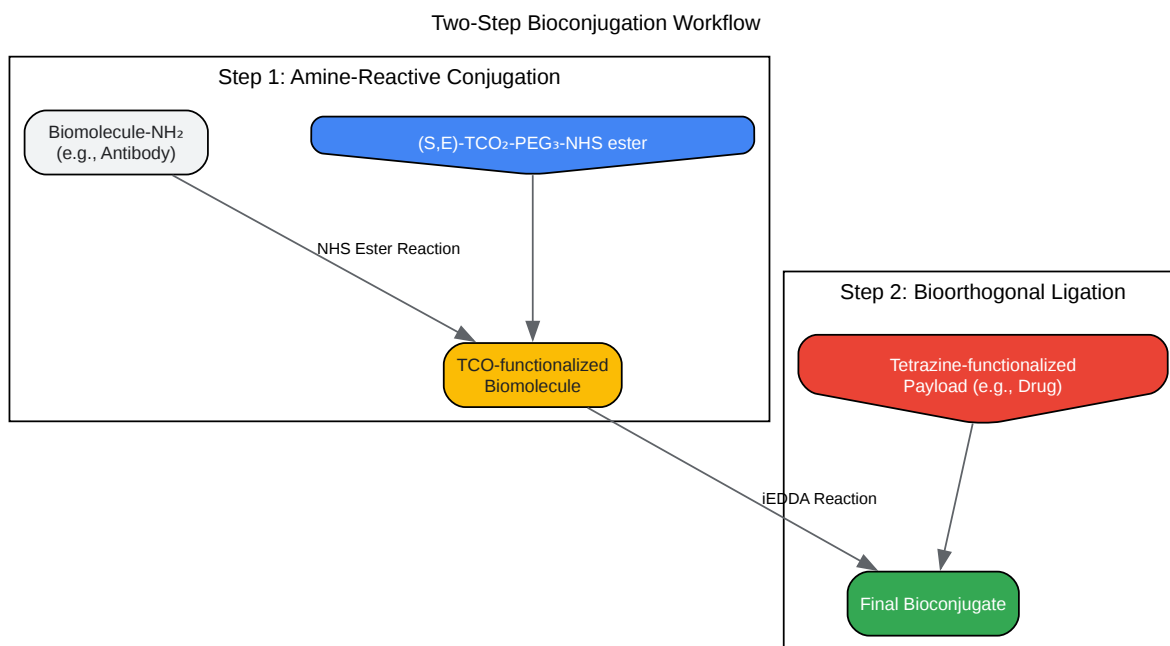 Two-Step Bioconjugation Workflow
Step 1: Amine-Reactive Conjugation
Biomolecule-NH₂
(e.g., Antibody)
(S,E)-TCO₂-PEG₃-NHS ester
NHS Ester Reaction
TCO-functionalized
Biomolecule
Step 2: Bioorthogonal Ligation
Tetrazine-functionalized
Payload (e.g., Drug)
iEDDA Reaction
Final Bioconjugate